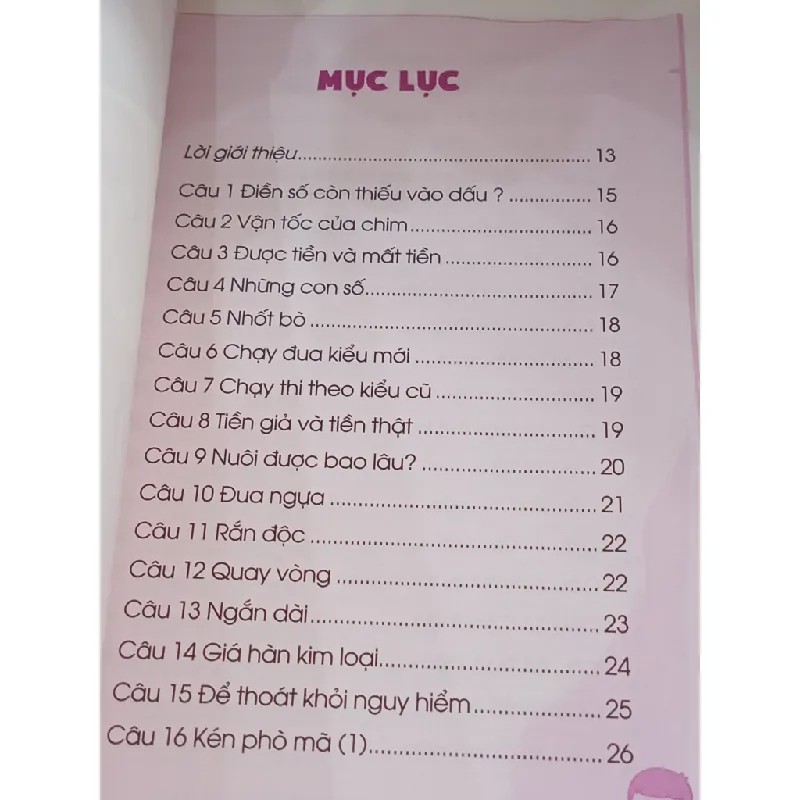 MỤC LỤC
Lời giới thiệu.......................................................... 13
Câu 1 Điền số còn thiếu vào dấu ? ................ 15
Câu 2 Vận tốc của chim.................................... 16
Câu 3 Được tiền và mất tiền ............................. 16
Câu 4 Những con số............................................ 17
Câu 5 Nhốt bò ....................................................... 18
Câu 6 Chạy đua kiểu mới ................................... 18
Câu 7 Chạy thi theo kiểu cũ ............................... 19
Câu 8 Tiền giả và tiền thật .................................. 19
Câu 9 Nuôi được bao lâu? ................................. 20
Câu 10 Đua ngựa ................................................. 21
Câu 11 Rắn độc .................................................... 22
Câu 12 Quay vòng ............................................... 22
Câu 13 Ngắn dài.................................................... 23
Câu 14 Giá hàn kim loại...................................... 24
Câu 15 Để thoát khỏi nguy hiểm...................... 25
Câu 16 Kén phò mã (1)....................................... 26